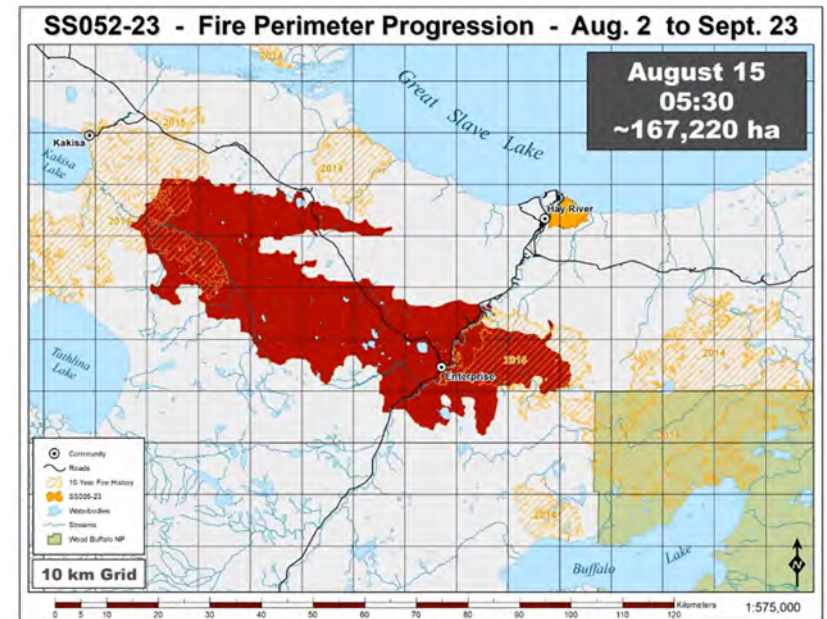 SS052-23 - Fire Perimeter Progression - Aug. 2 to Sept. 23
August 15
05:30
~167,220 ha
2014
Great Slave Lake
2015
Kakisa
Kakisa
Lake
2014
Hay River
Tathlina
Lake
Enterprise
2014
2014
Buffalo Lake
Community
Roads
10 Year Fire History
Waterbodies
Streams
Wood Buffalo NP
10 km Grid
N
0 5 10 20 30 40 50 60 70 80 90 100 110 120
Kilometers
1:575,000